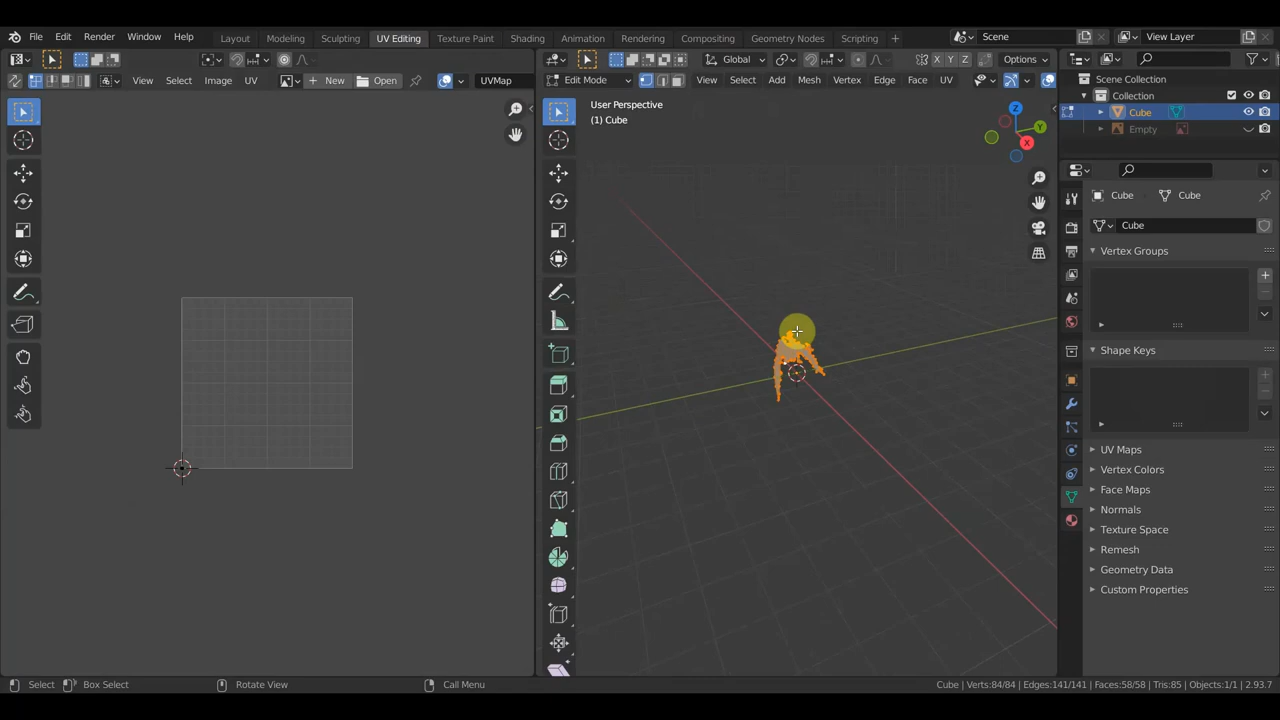 File Edit Render Window Help Layout Modeling Sculpting UV Editing Texture Paint Shading Animation Rendering Compositing Geometry Nodes Scripting + Scene View Layer
Global X Y Z Options
View Select Image UV New Open UVMap Edit Mode View Select Add Mesh Vertex Edge Face UV
Scene Collection
Collection
Cube
Empty
User Perspective
(1) Cube
Z
Y
X
Cube Cube
Cube
Vertex Groups
Shape Keys
UV Maps
Vertex Colors
Face Maps
Normals
Texture Space
Remesh
Geometry Data
Custom Properties
Select Box Select Rotate View Call Menu Cube | Verts:84/84 | Edges:141/141 | Faces:58/58 | Tris:85 | Objects:1/1 | 2.93.7